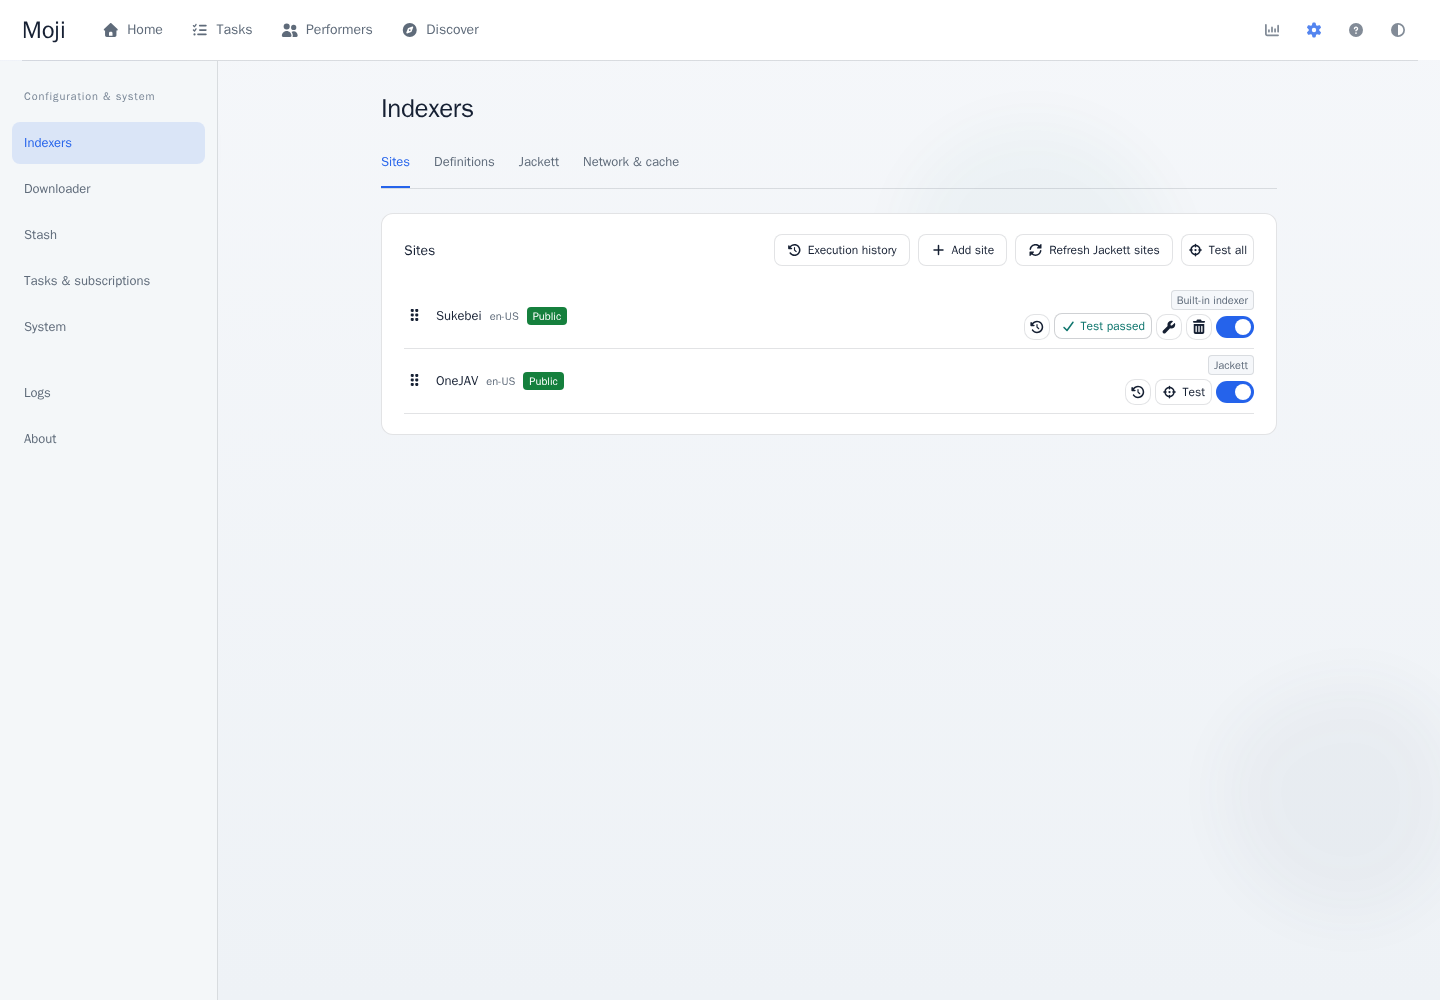 Moji
Home
Tasks
Performers
Discover
Configuration & system
Indexers
Downloader
Stash
Tasks & subscriptions
System
Logs
About
Indexers
Sites
Definitions
Jackett
Network & cache
Sites
Execution history
Add site
Refresh Jackett sites
Test all
Sukebei en-US Public
Built-in indexer
Test passed
OneJAV en-US Public
Jackett
Test